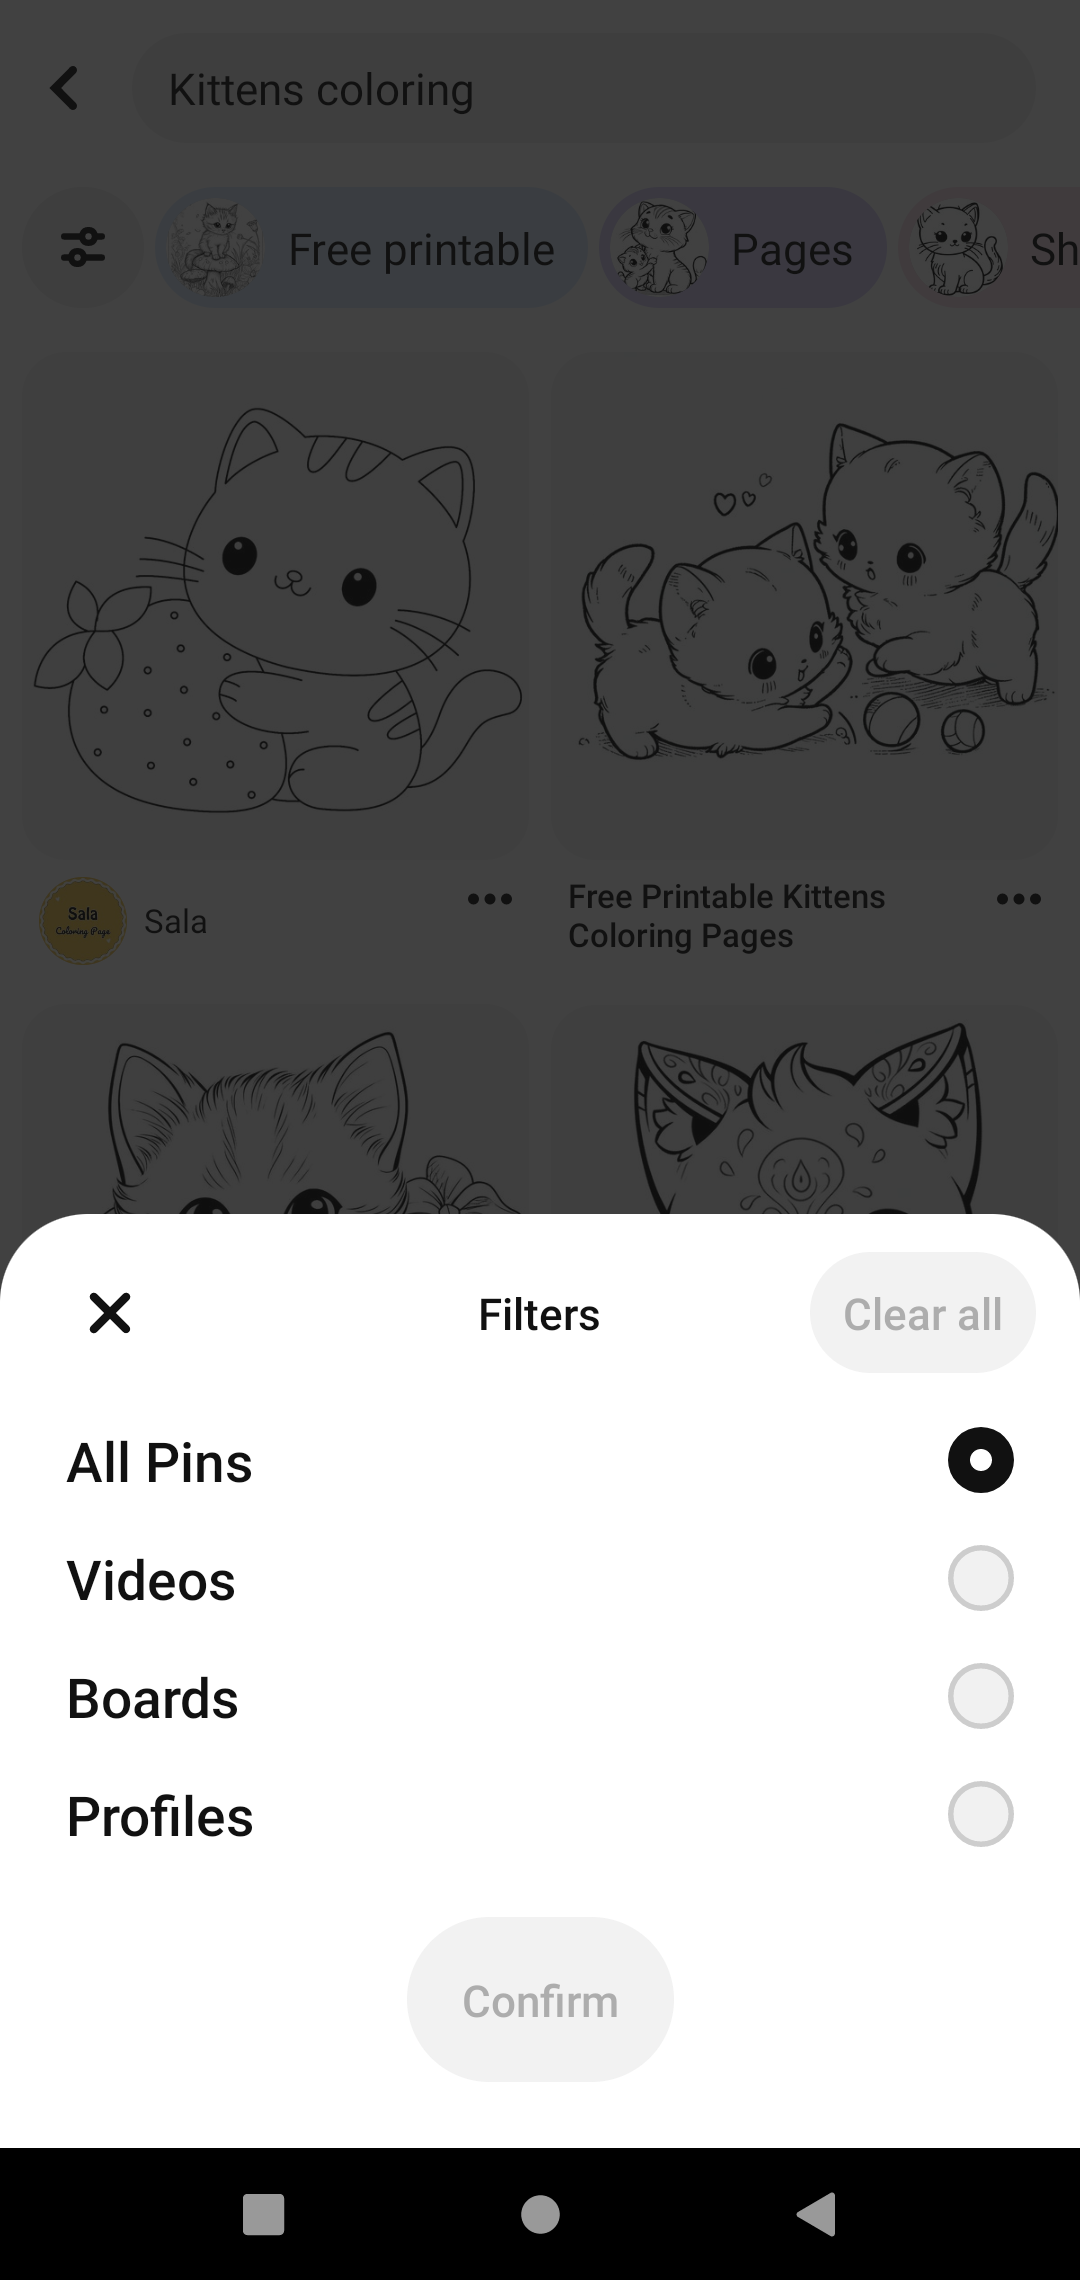 Kittens coloring
Free printable
Pages
Sh
Sala
Coloring Page
Sala
Free Printable Kittens
Coloring Pages
Filters
Clear all
All Pins
Videos
Boards
Profiles
Confirm